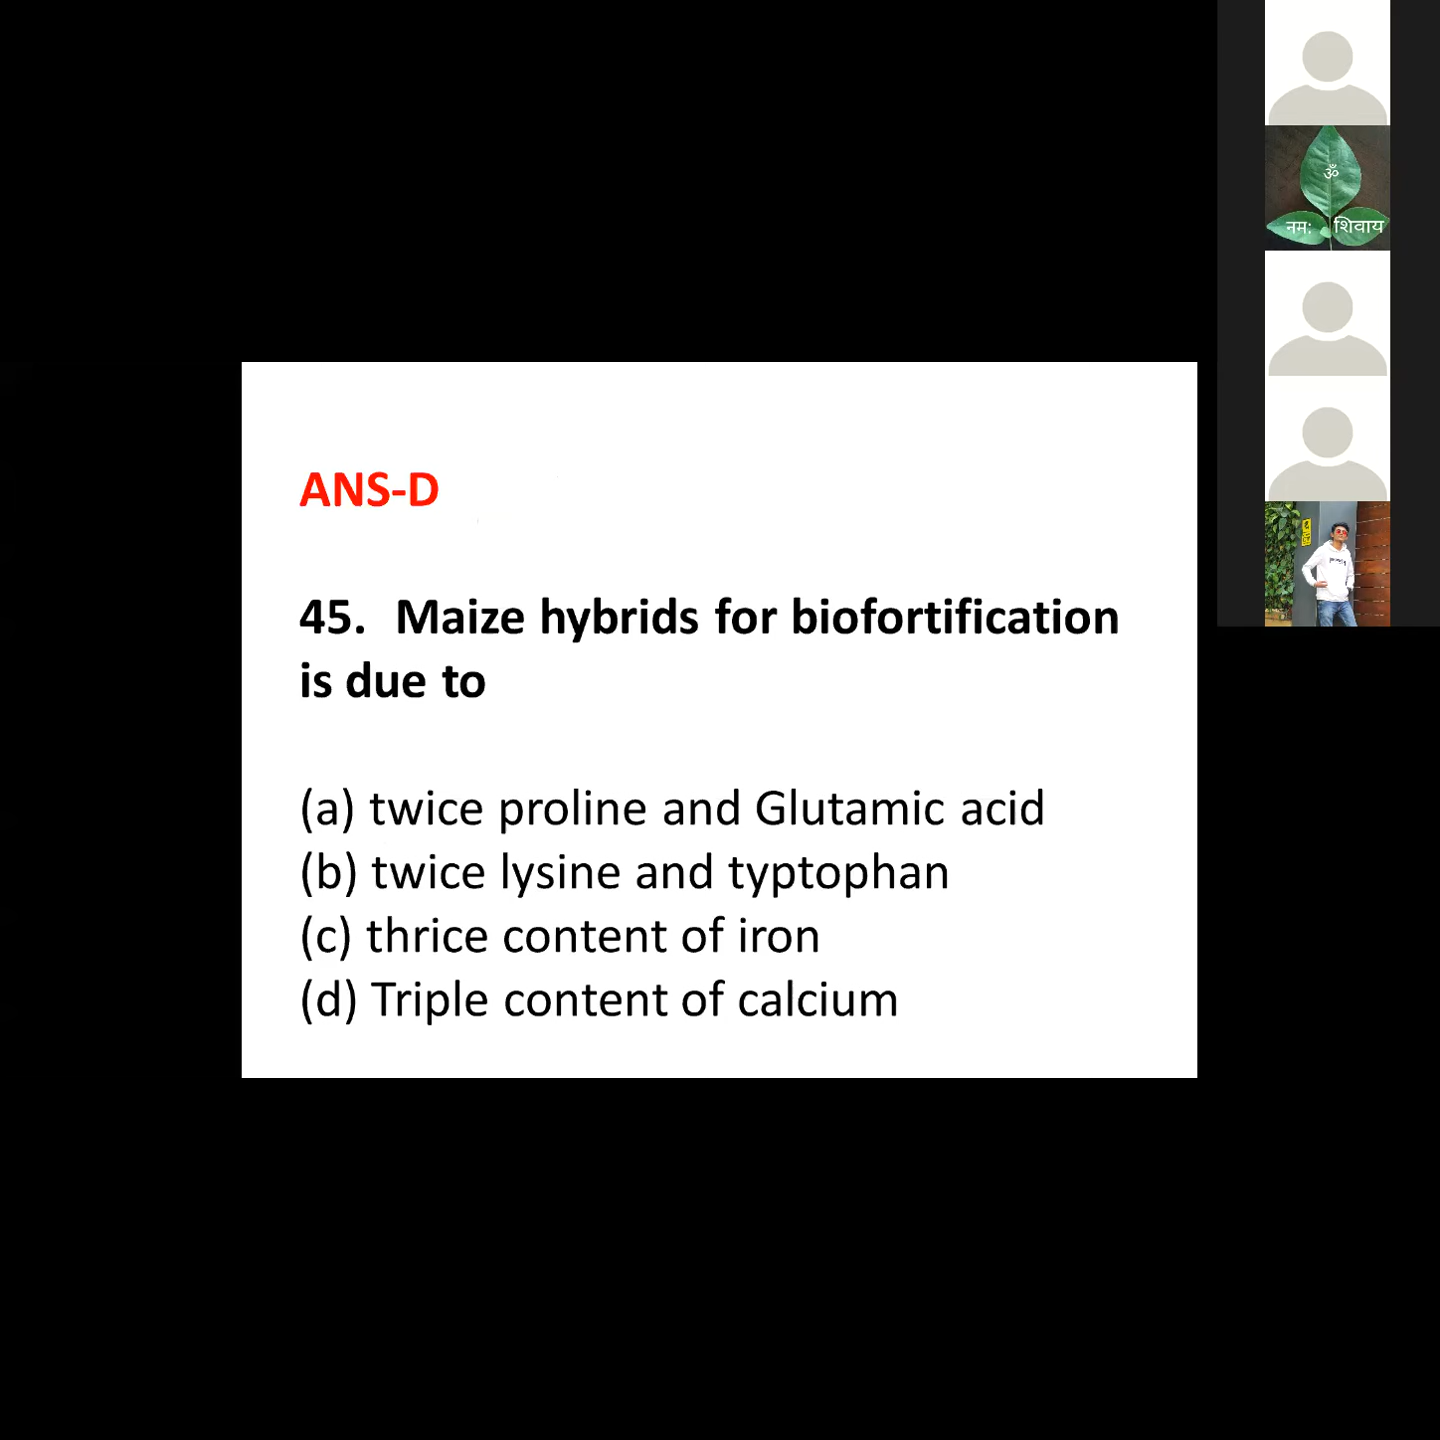 ANS-D
45. Maize hybrids for biofortification
is due to
(a) twice proline and Glutamic acid
(b) twice lysine and typtophan
(c) thrice content of iron
(d) Triple content of calcium
ॐ
नम: शिवाय